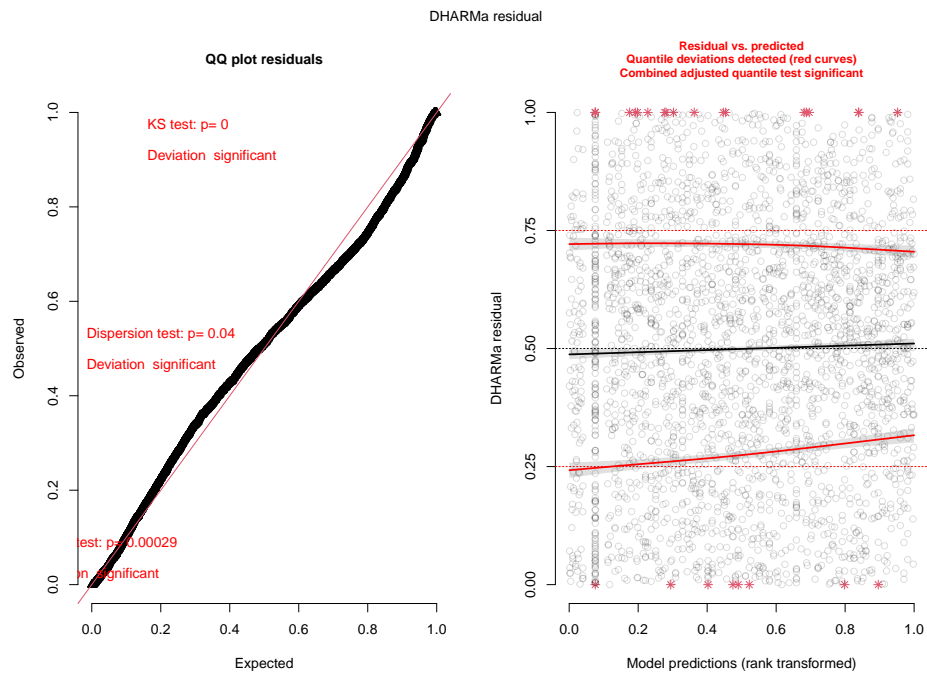 DHARMa residual
QQ plot residuals
KS test: p= 0
Deviation significant
Dispersion test: p= 0.04
Deviation significant
test: p= 0.00029
on significant
Observed
0.0 0.2 0.4 0.6 0.8 1.0
0.0 0.2 0.4 0.6 0.8 1.0
Expected
Residual vs. predicted
Quantile deviations detected (red curves)
Combined adjusted quantile test significant
DHARMa residual
0.00 0.25 0.50 0.75 1.00
0.0 0.2 0.4 0.6 0.8 1.0
Model predictions (rank transformed)